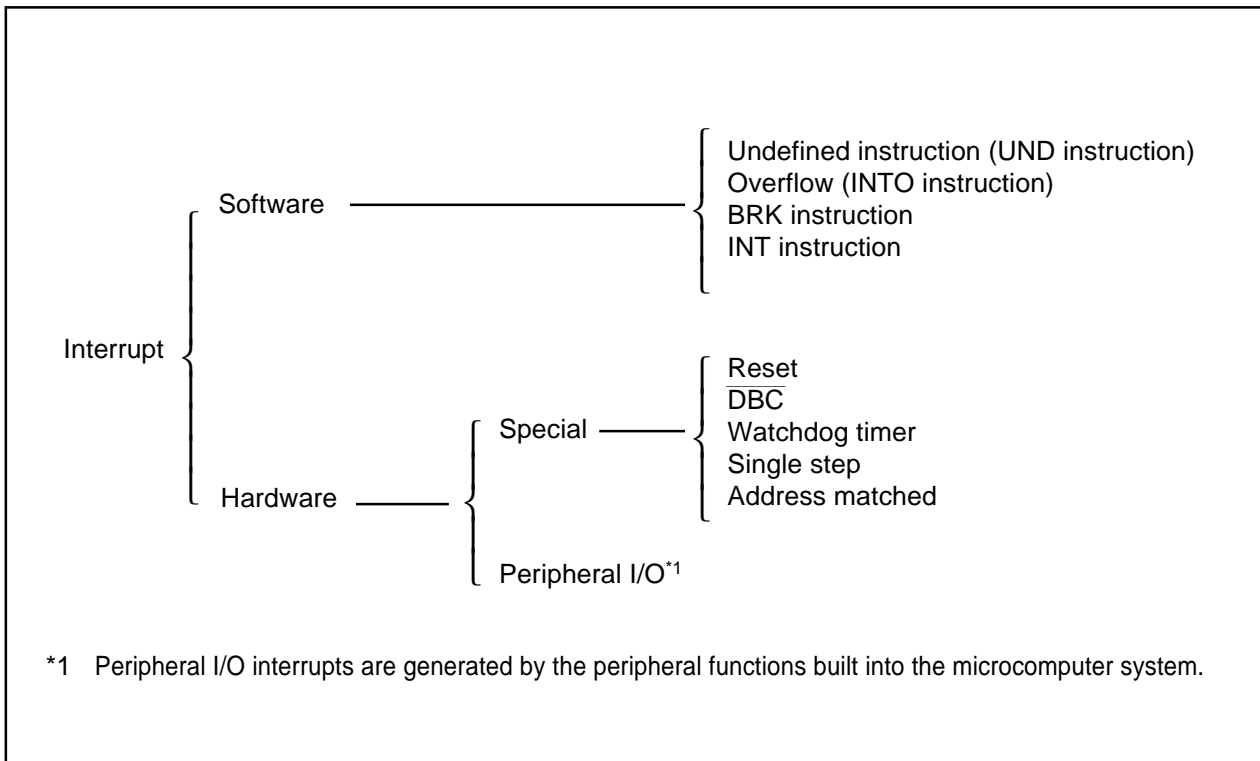 Undefined instruction (UND instruction)
Overflow (INTO instruction)
Software
BRK instruction
INT instruction
Interrupt
Reset
D̅B̅C̅
Special
Watchdog timer
Single step
Hardware
Address matched
Peripheral I/O*1
*1 Peripheral I/O interrupts are generated by the peripheral functions built into the microcomputer system.